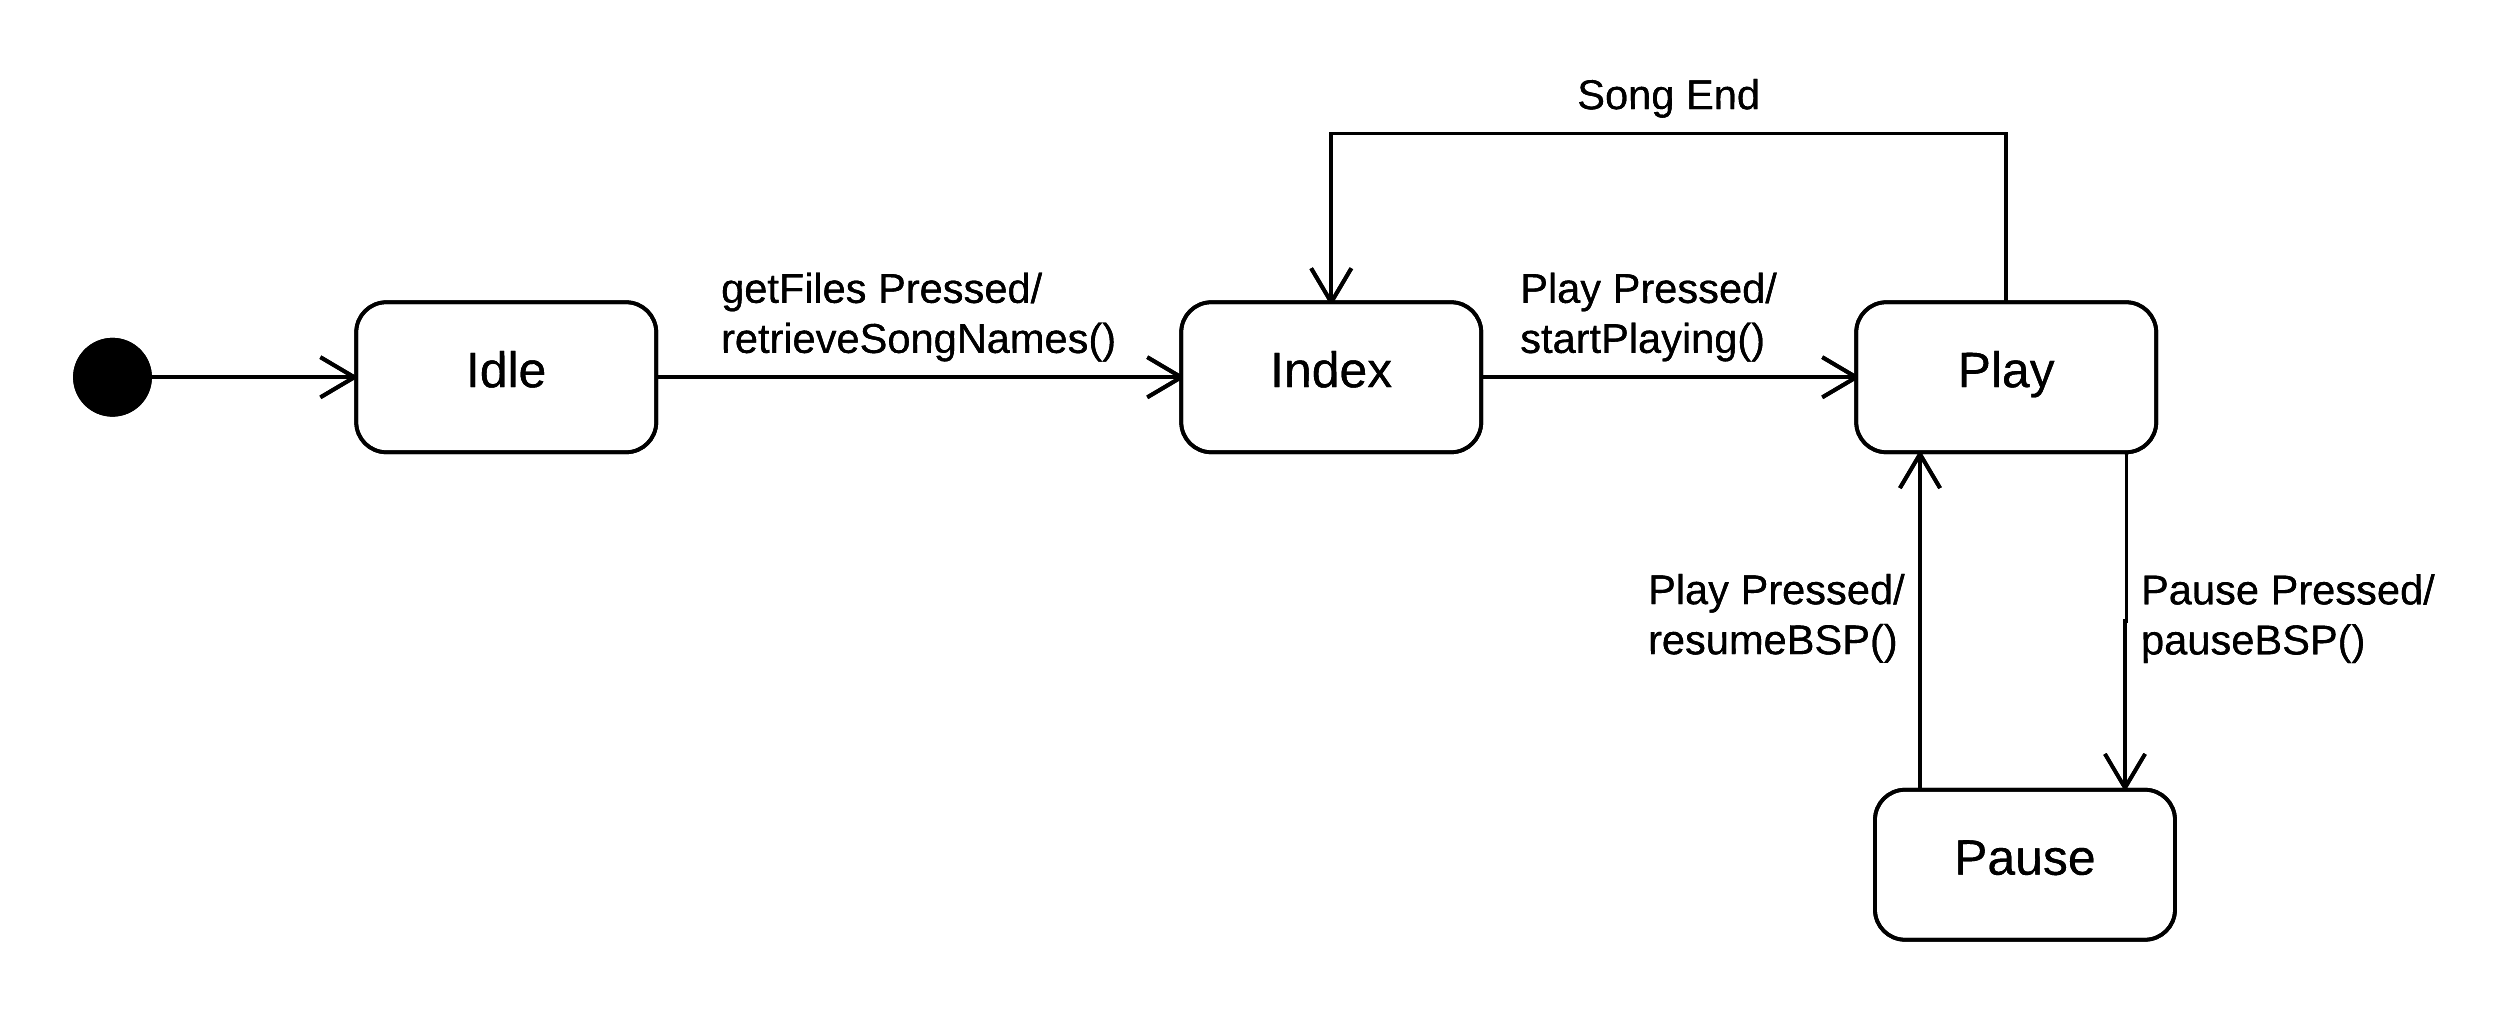 Song End
getFiles Pressed/
retrieveSongNames()
Play Pressed/
startPlaying()
Idle
Index
Play
Play Pressed/
resumeBSP()
Pause Pressed/
pauseBSP()
Pause